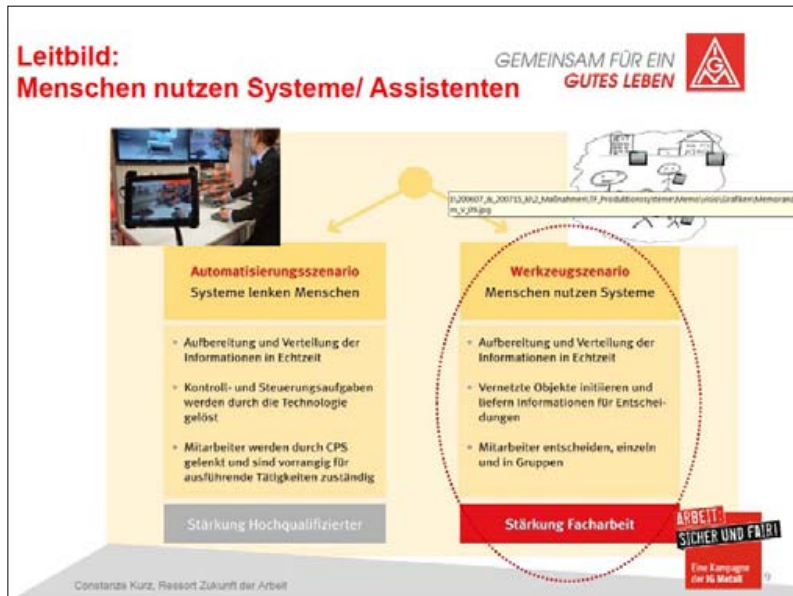 Leitbild:
Menschen nutzen Systeme/ Assistenten
GEMEINSAM FÜR EIN
GUTES LEBEN
IGM
Automatisierungsszenario
Systeme lenken Menschen
• Aufbereitung und Verteilung der
Informationen in Echtzeit
• Kontroll- und Steuerungsaufgaben
werden durch die Technologie
gelöst
• Mitarbeiter werden durch CPS
gelenkt und sind vorrangig für
ausführende Tätigkeiten zuständig
Stärkung Hochqualifizierter
Werkzeugszenario
Menschen nutzen Systeme
• Aufbereitung und Verteilung der
Informationen in Echtzeit
• Vernetzte Objekte initiieren und
liefern Informationen für Entschei-
dungen
• Mitarbeiter entscheiden, einzeln
und in Gruppen
Stärkung Facharbeit
ARBEIT:
SICHER UND FAIR!
Eine Kampagne
der IG Metall
Constanze Kurz, Ressort Zukunft der Arbeit
9